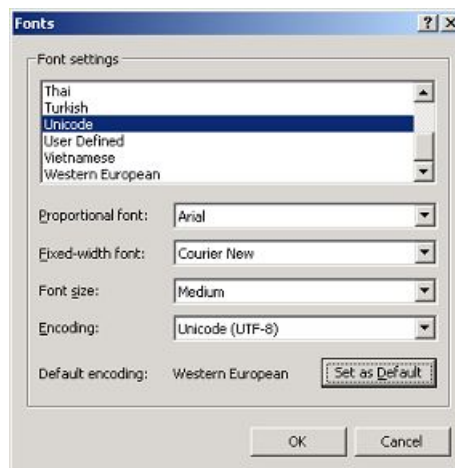 Fonts
Font settings
Thai
Turkish
Unicode
User Defined
Vietnamese
Western European
Proportional font: Arial
Fixed-width font: Courier New
Font size: Medium
Encoding: Unicode (UTF-8)
Default encoding: Western European Set as Default
OK Cancel